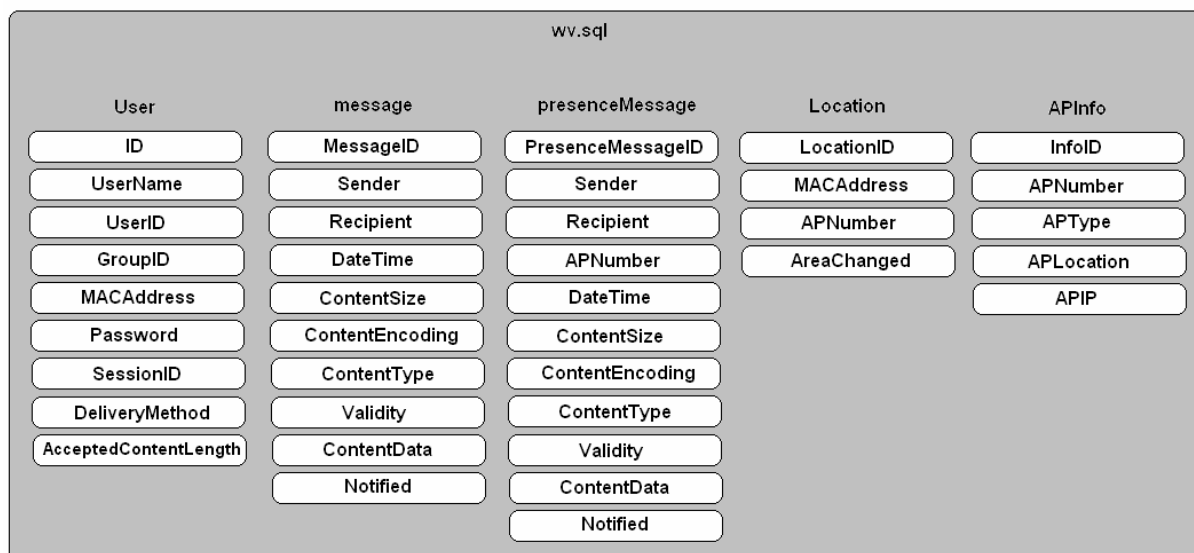 wv.sql
User
ID
UserName
UserID
GroupID
MACAddress
Password
SessionID
DeliveryMethod
AcceptedContentLength
message
MessageID
Sender
Recipient
DateTime
ContentSize
ContentEncoding
ContentType
Validity
ContentData
Notified
presenceMessage
PresenceMessageID
Sender
Recipient
APNumber
DateTime
ContentSize
ContentEncoding
ContentType
Validity
ContentData
Notified
Location
LocationID
MACAddress
APNumber
AreaChanged
APInfo
InfoID
APNumber
APType
APLocation
APIP